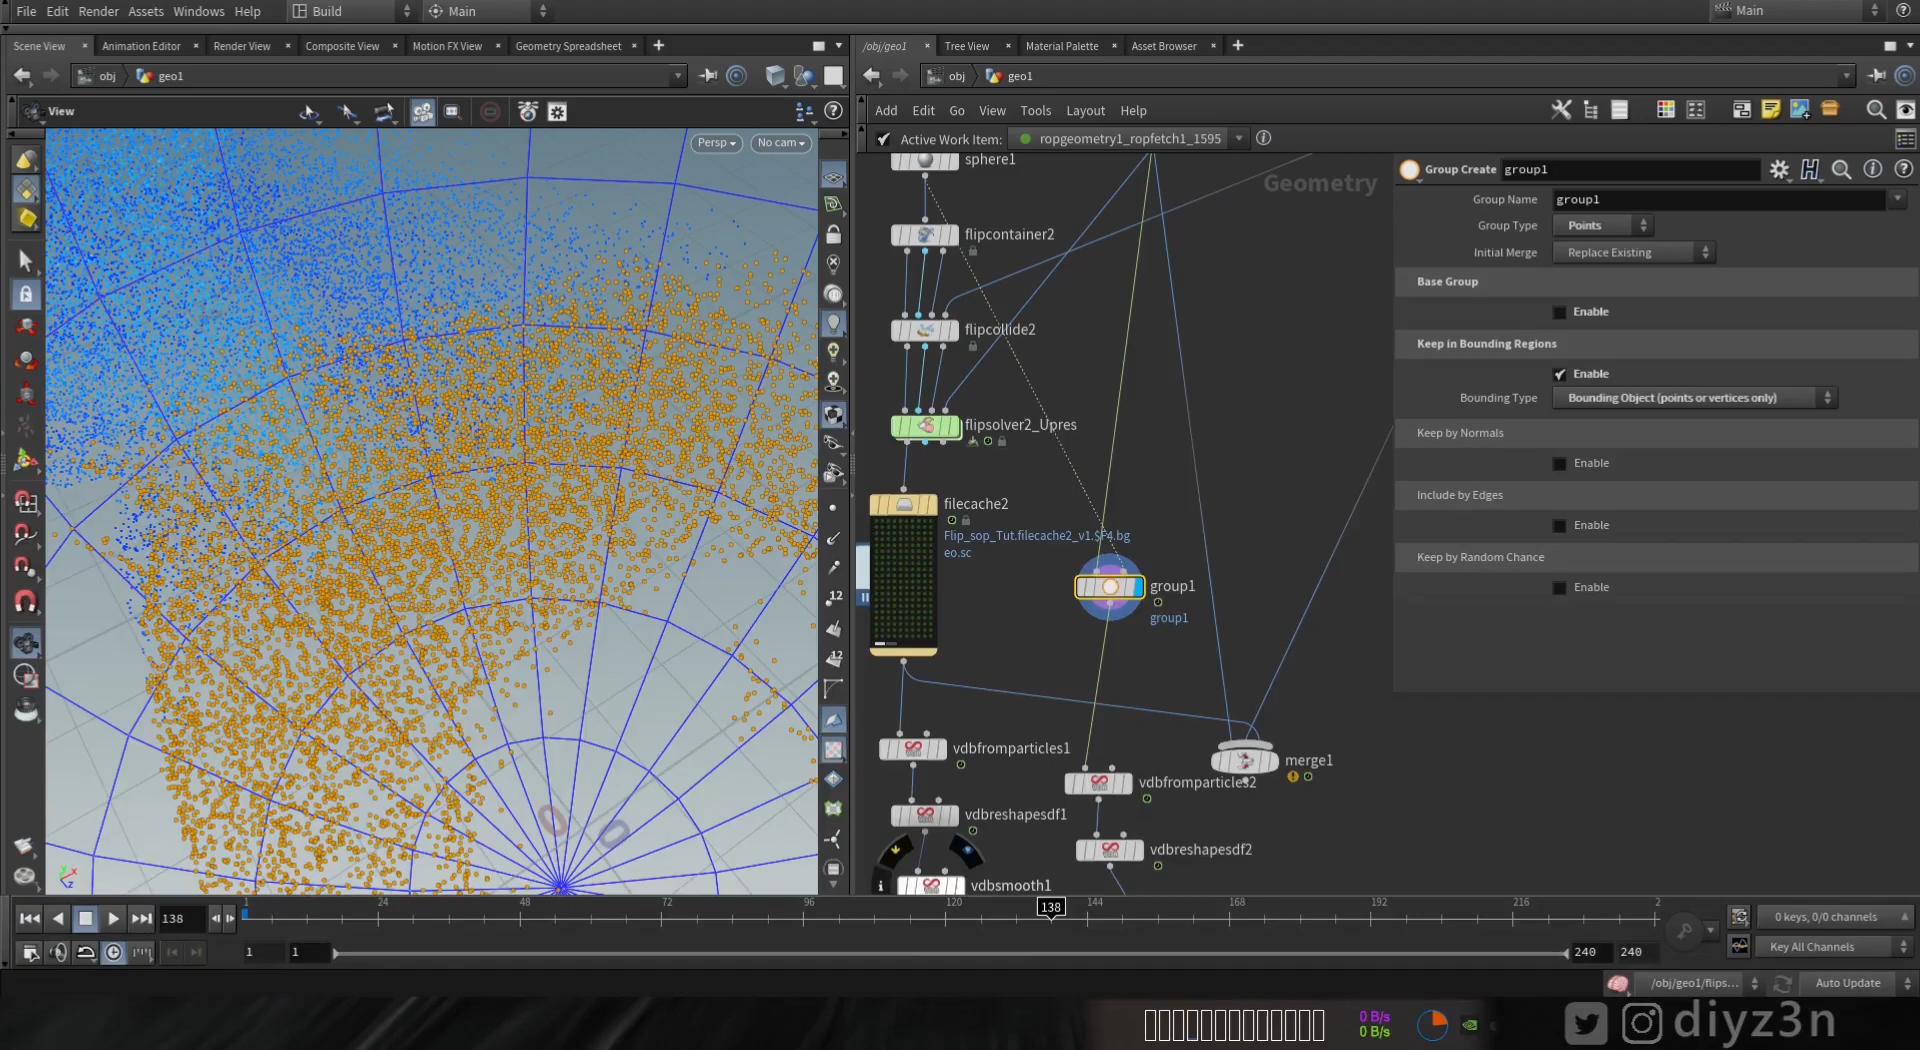 File Edit Render Assets Windows Help Build Main Main
Scene View Animation Editor Render View Composite View Motion FX View Geometry Spreadsheet
/obj/geo1 Tree View Material Palette Asset Browser
obj geo1
obj geo1
View
Add Edit Go View Tools Layout Help
Active Work Item: ropgeometry1_ropfetch1_1595
Persp No cam
Geometry
sphere1
flipcontainer2
flipcollide2
flipsolver2_Upres
filecache2
Flip_sop_Tut.filecache2_v1.$F4.bg
eo.sc
group1
group1
vdbfromparticles1
vdbfromparticles2
merge1
vdbreshapesdf1
vdbreshapesdf2
vdbsmooth1
Group Create group1
Group Name group1
Group Type Points
Initial Merge Replace Existing
Base Group
Enable
Keep in Bounding Regions
Enable
Bounding Type Bounding Object (points or vertices only)
Keep by Normals
Enable
Include by Edges
Enable
Keep by Random Chance
Enable
12
12
138
1 24 48 72 96 120 138 144 168 192 216 2
0 keys, 0/0 channels
1 1 240 240
Key All Channels
/obj/geo1/flips... Auto Update
0 B/s
0 B/s
diyz3n